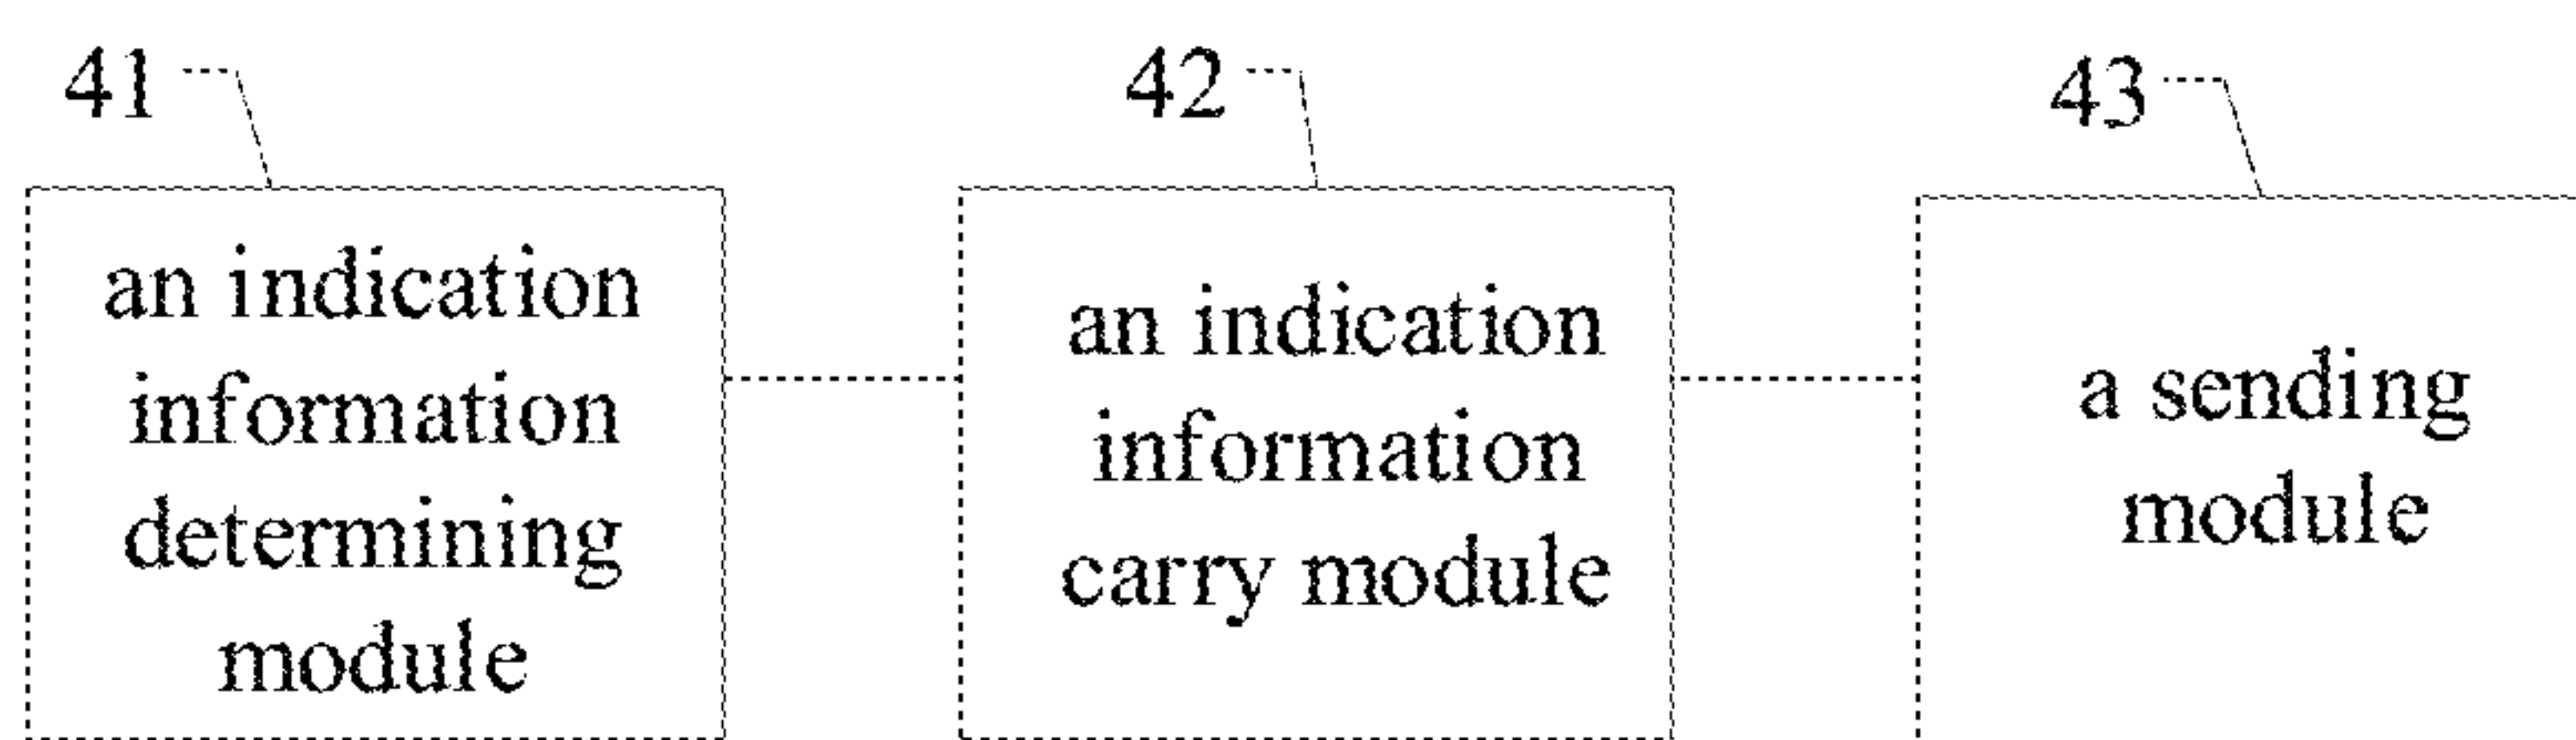 41
42
43
an indication
information
determining
module
an indication
information
carry module
a sending
module